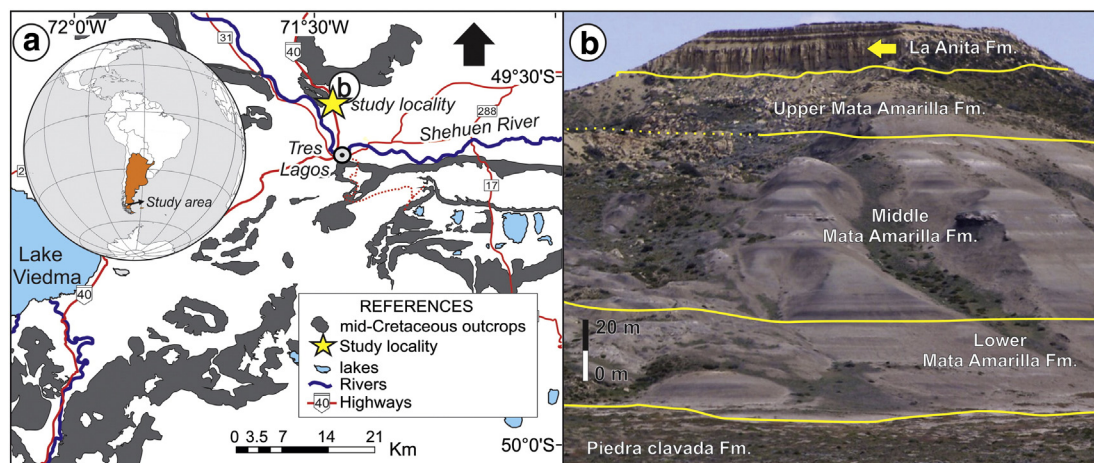 a
72°0'W
71°30'W
31
40
b
study locality
49°30'S
288
Shehuen River
Tres
Lagos
17
2
Study area
Lake
Viedma
40
REFERENCES
mid-Cretaceous outcrops
Study locality
lakes
Rivers
40 Highways
0 3.5 7 14 21
Km
50°0'S
b
La Anita Fm.
Upper Mata Amarilla Fm.
Middle
Mata Amarilla Fm.
20 m
0 m
Lower
Mata Amarilla Fm.
Piedra clavada Fm.